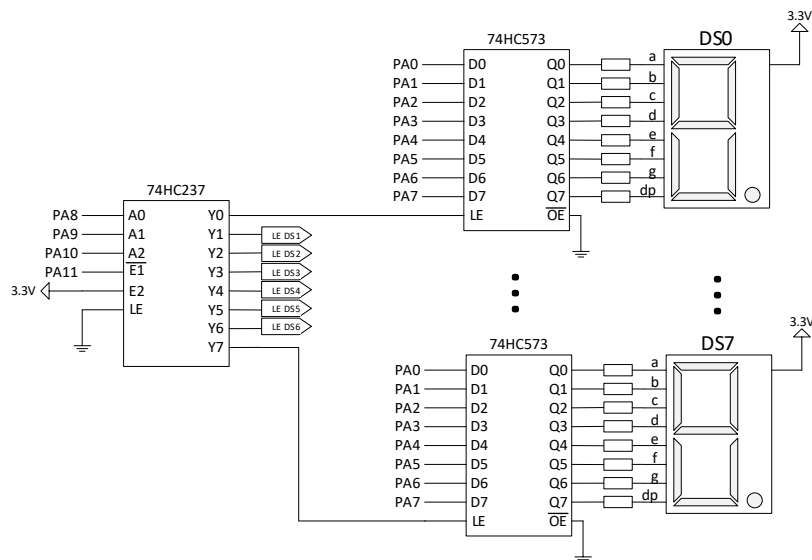 3.3V
74HC573
DS0
PA0 D0 Q0 a
PA1 D1 Q1 b
PA2 D2 Q2 c
PA3 D3 Q3 d
PA4 D4 Q4 e
PA5 D5 Q5 f
PA6 D6 Q6 g
PA7 D7 Q7 dp
LE OE
74HC237
PA8 A0 Y0
PA9 A1 Y1 LE DS1
PA10 A2 Y2 LE DS2
PA11 E1 Y3 LE DS3
3.3V E2 Y4 LE DS4
LE Y5 LE DS5
Y6 LE DS6
Y7
3.3V
74HC573
DS7
PA0 D0 Q0 a
PA1 D1 Q1 b
PA2 D2 Q2 c
PA3 D3 Q3 d
PA4 D4 Q4 e
PA5 D5 Q5 f
PA6 D6 Q6 g
PA7 D7 Q7 dp
LE OE